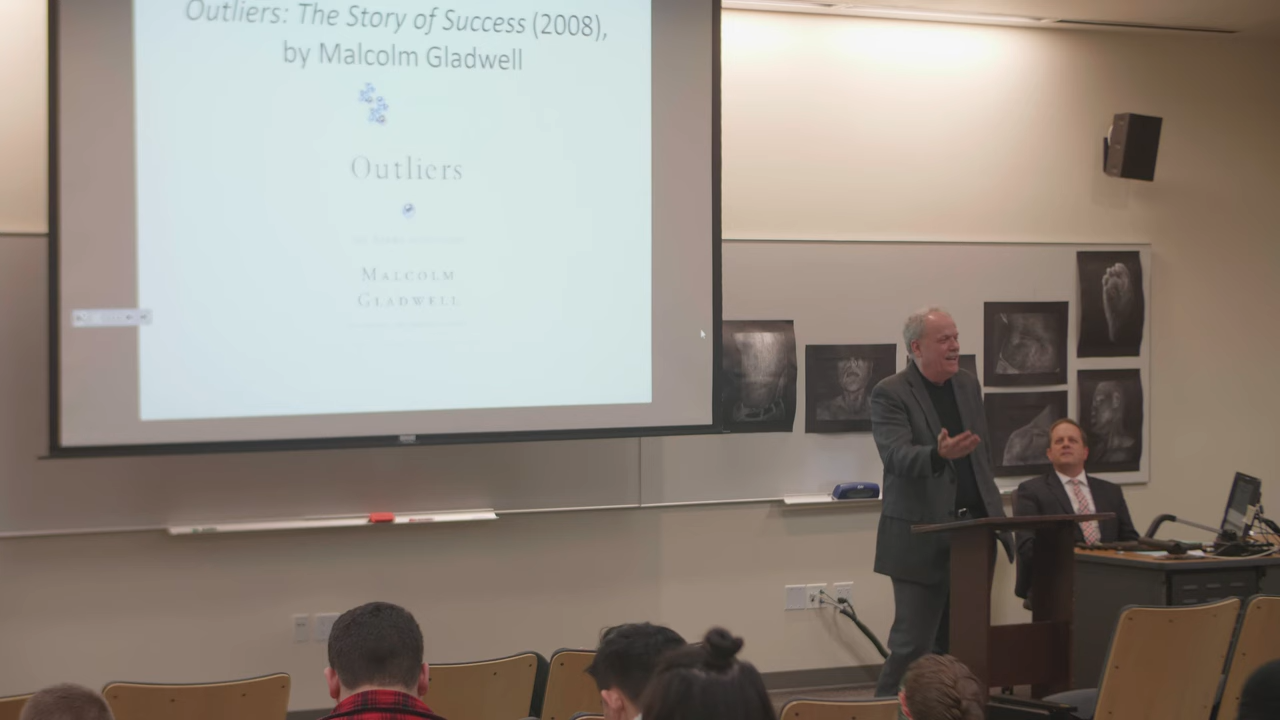 Outliers: The Story of Success (2008),
by Malcolm Gladwell
Outliers
MALCOLM
GLADWELL